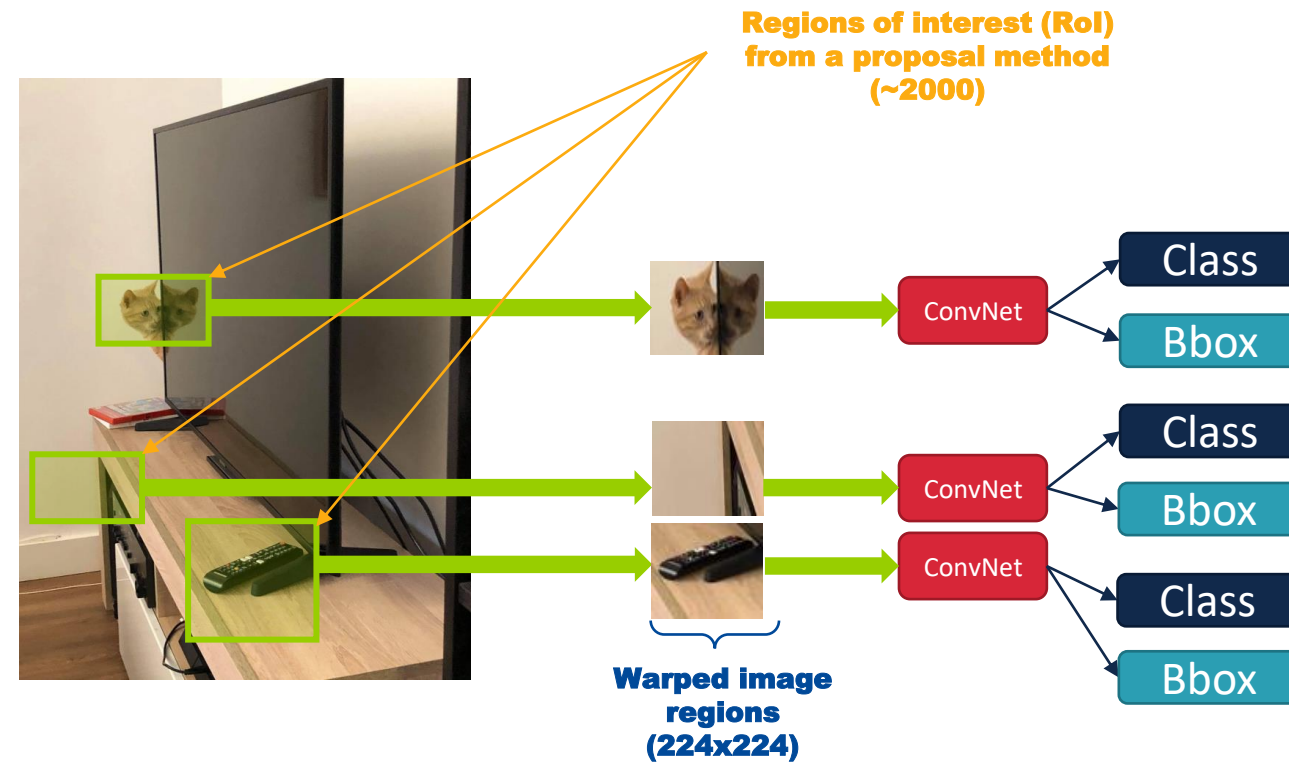 Regions of interest (RoI)
from a proposal method
(~2000)
Class
ConvNet
Bbox
Class
ConvNet
Bbox
ConvNet
Class
Bbox
Warped image
regions
(224x224)